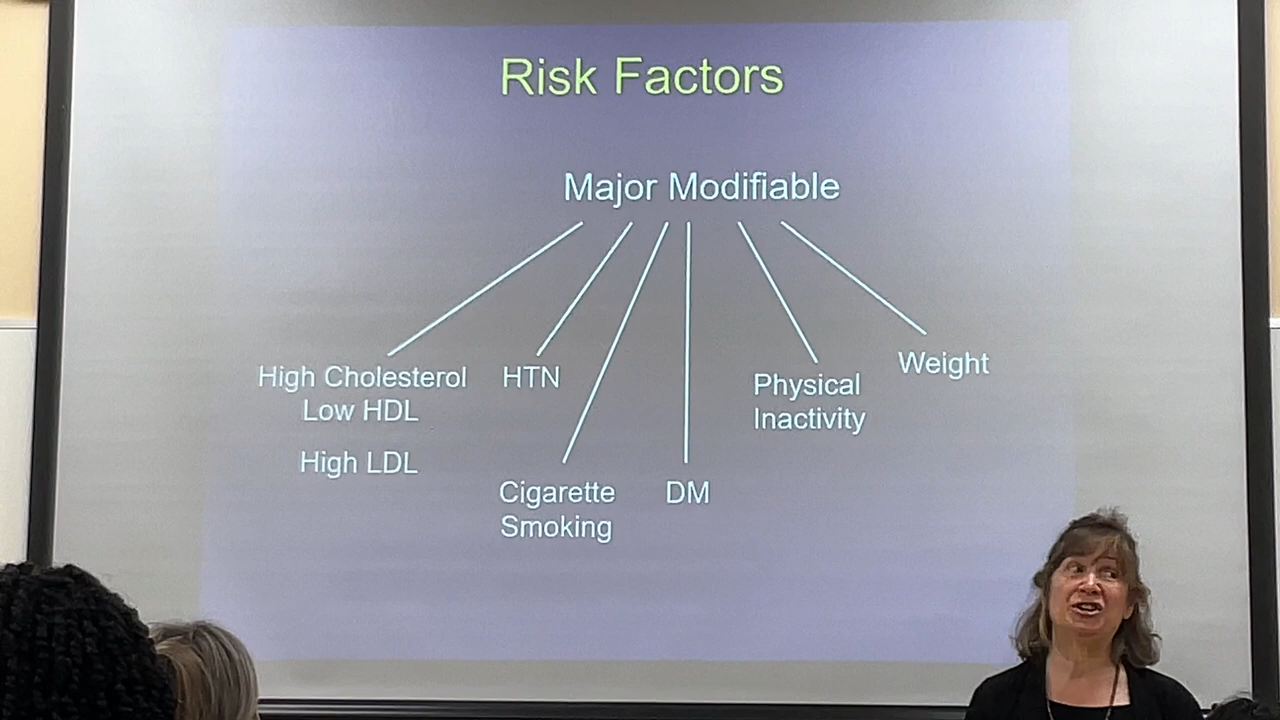 Risk Factors
Major Modifiable
High Cholesterol
Low HDL
High LDL
HTN
Cigarette
Smoking
DM
Physical
Inactivity
Weight